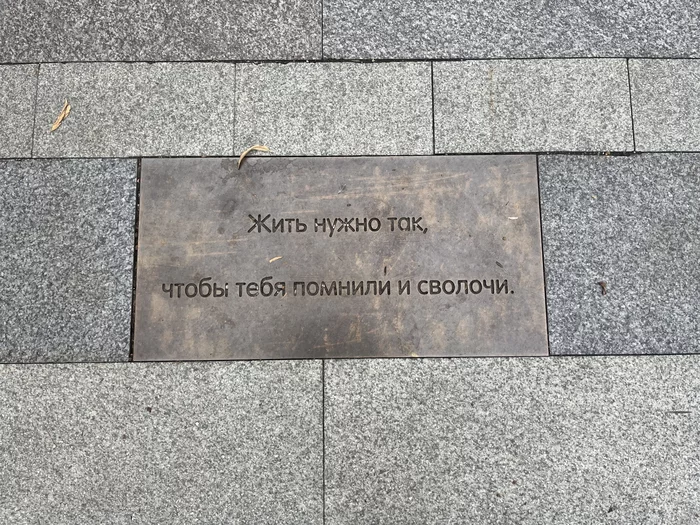 Жить нужно так,
чтобы тебя помнили и сволочи.